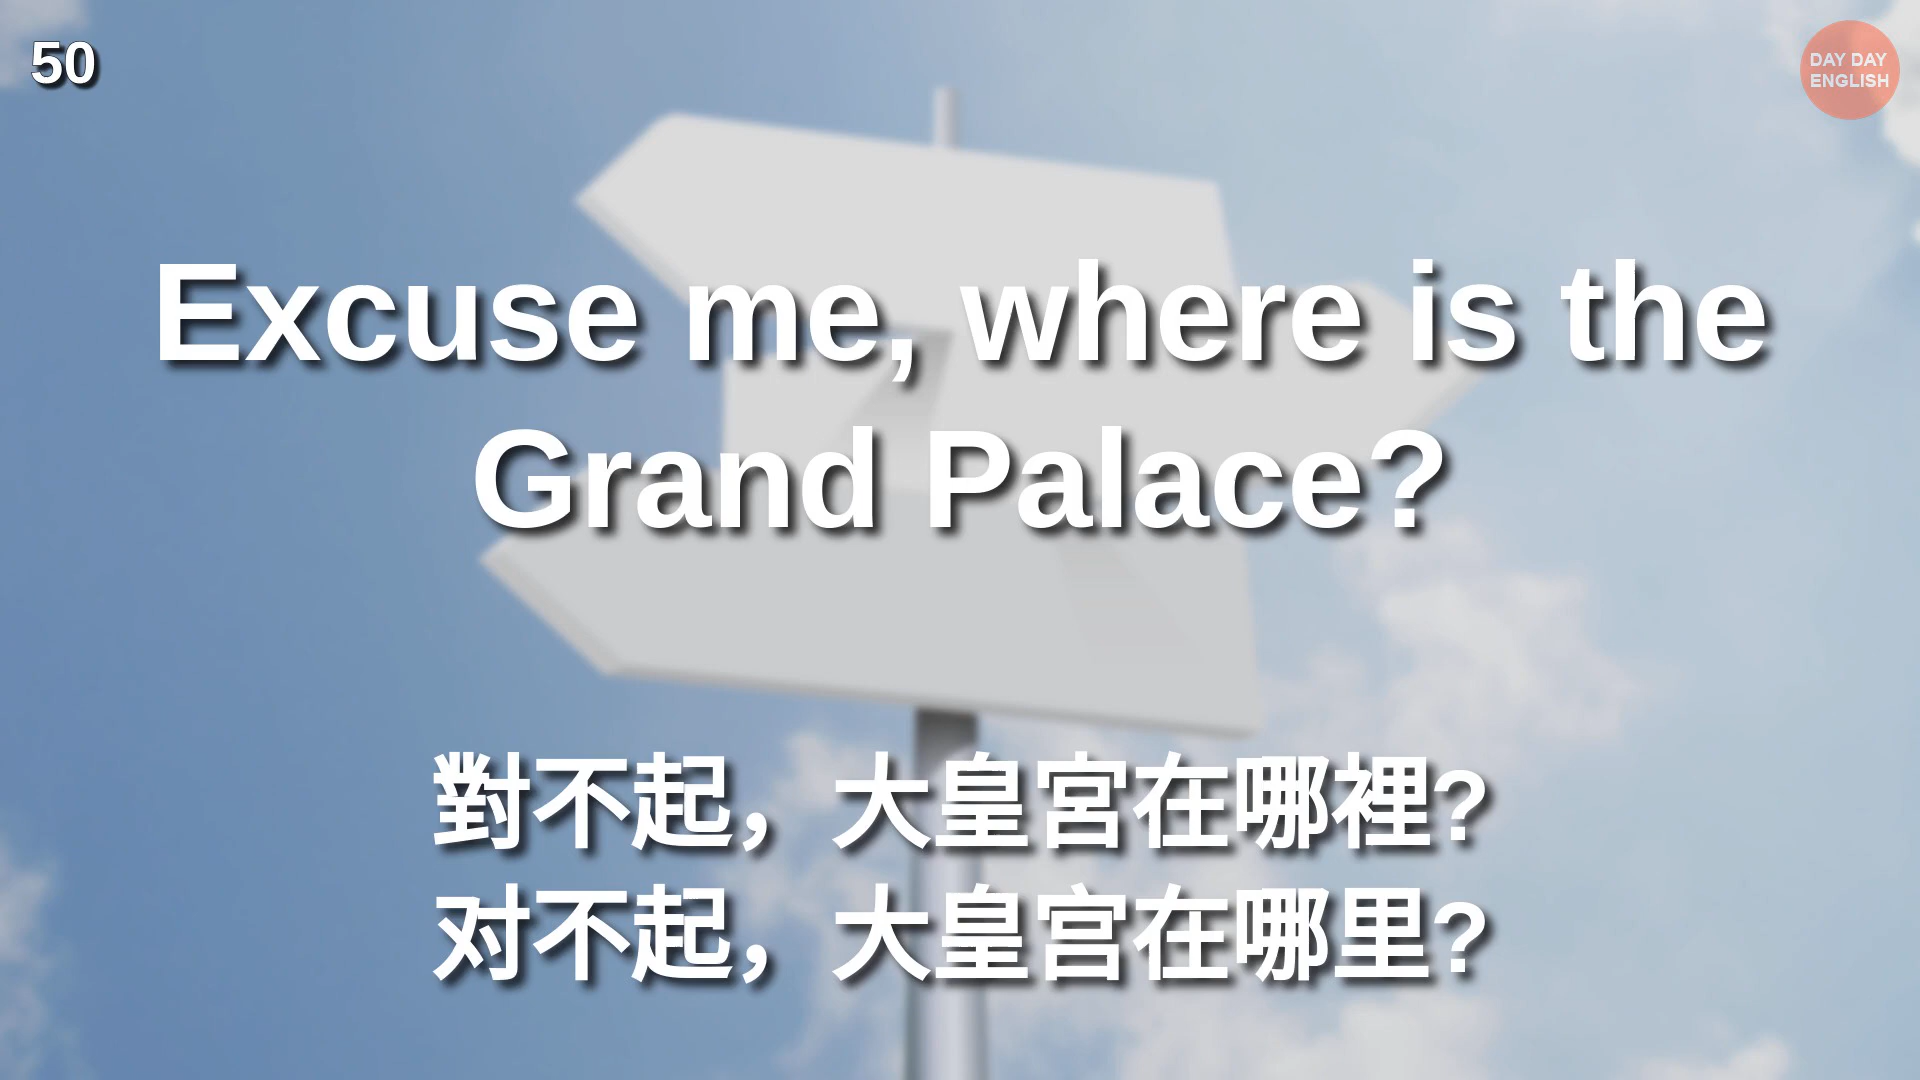 50
DAY DAY
ENGLISH
Excuse me, where is the
Grand Palace?
對不起，大皇宮在哪裡?
对不起，大皇宫在哪里?